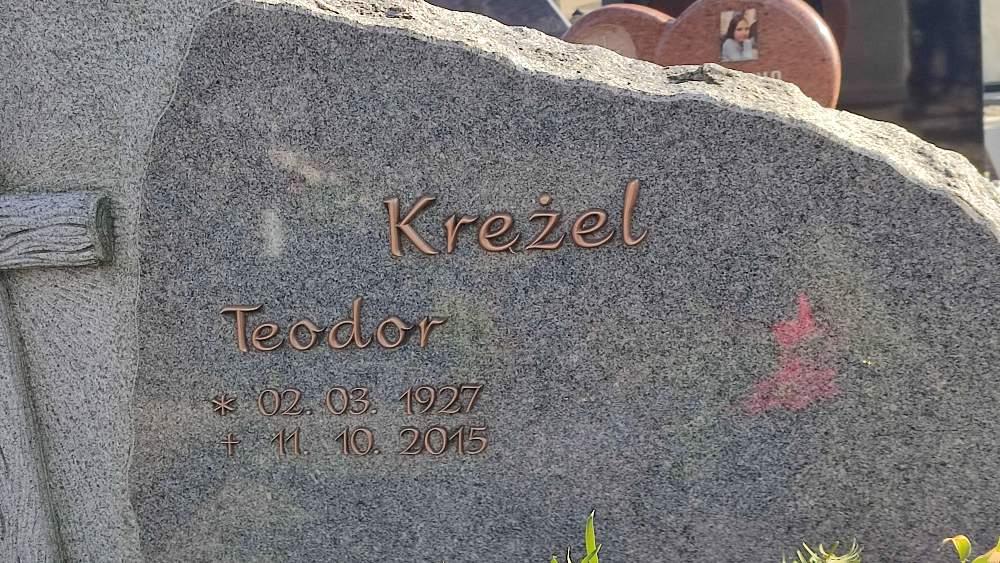 Krężel
Teodor
* 02. 03. 1927
† 11. 10. 2015